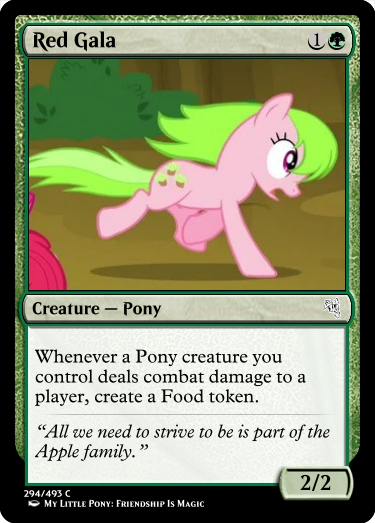 Red Gala 1
Creature — Pony
Whenever a Pony creature you
control deals combat damage to a
player, create a Food token.
“All we need to strive to be is part of the
Apple family.”
2/2
294/493 C
My Little Pony: Friendship Is Magic